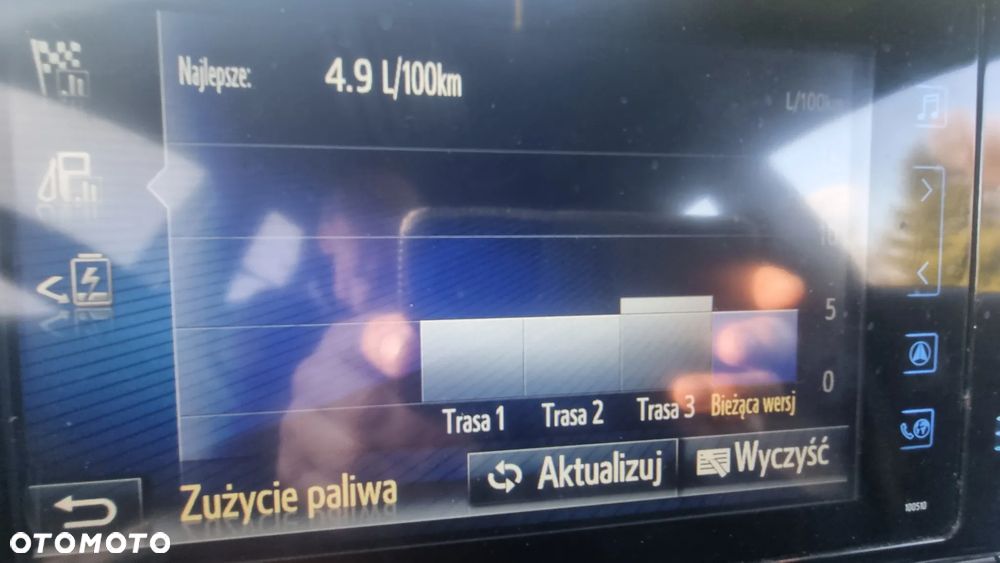 Najlepsze: 4.9 L/100km
L/100km
10
5
0
Trasa 1 Trasa 2 Trasa 3 Bieżąca wersj
Aktualizuj Wyczyść
Zużycie paliwa
100510
OTOMOTO